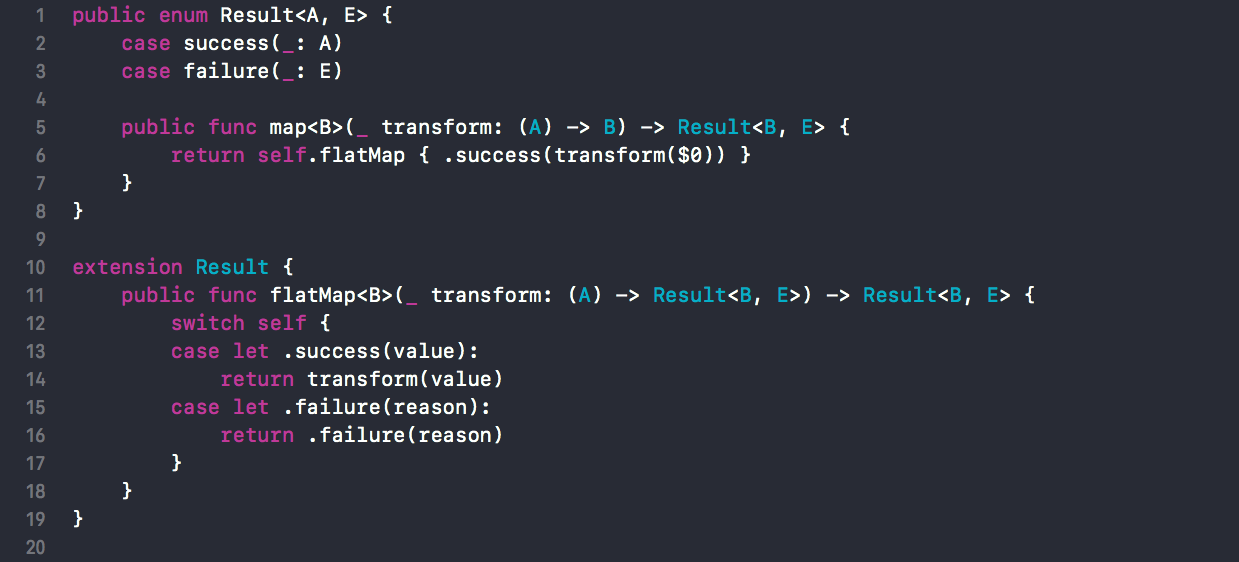 1 public enum Result<A, E> {
2     case success(_: A)
3     case failure(_: E)
4
5     public func map<B>(_ transform: (A) -> B) -> Result<B, E> {
6         return self.flatMap { .success(transform($0)) }
7     }
8 }
9
10 extension Result {
11     public func flatMap<B>(_ transform: (A) -> Result<B, E>) -> Result<B, E> {
12         switch self {
13         case let .success(value):
14             return transform(value)
15         case let .failure(reason):
16             return .failure(reason)
17         }
18     }
19 }
20